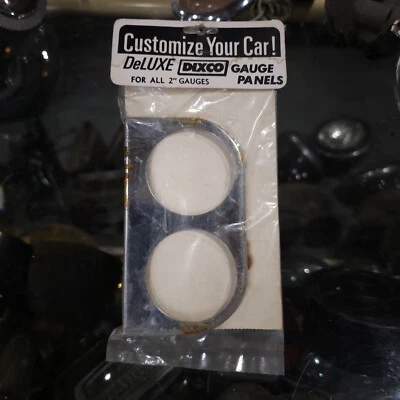 Customize Your Car!
DeLUXE DIXCO GAUGE
FOR ALL 2" GAUGES PANELS